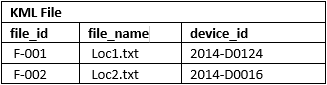 KML File
file_id file_name device_id
F-001 Loc1.txt 2014-D0124
F-002 Loc2.txt 2014-D0016